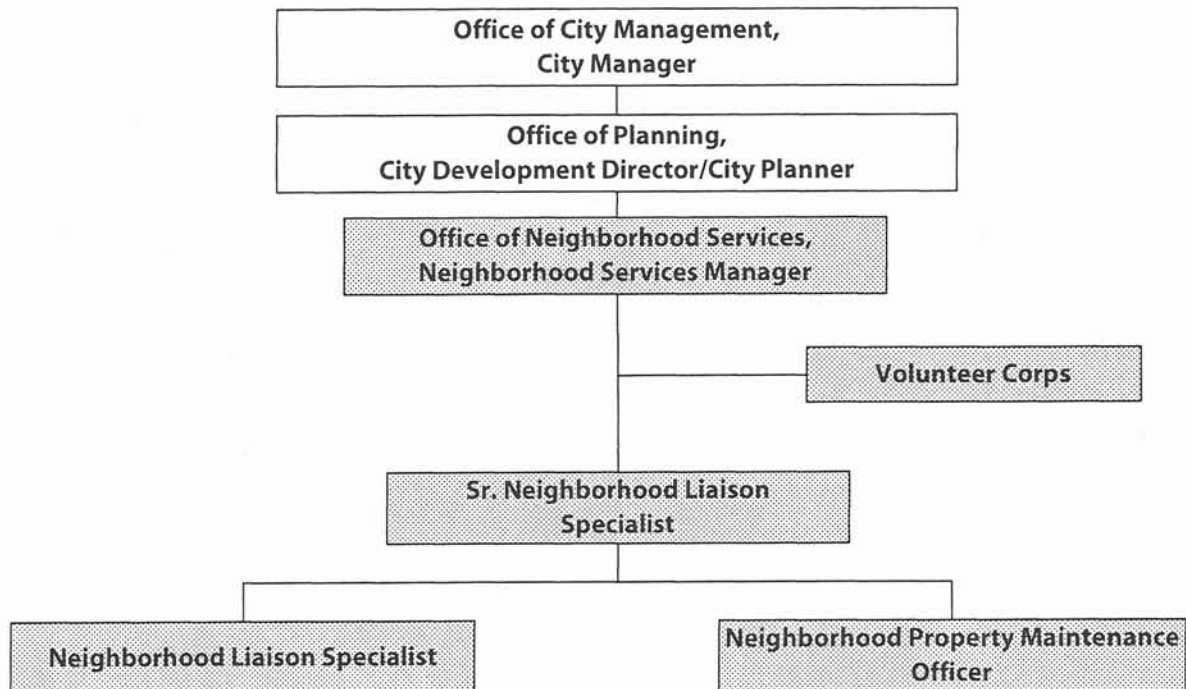 Office of City Management,
City Manager
Office of Planning,
City Development Director/City Planner
Office of Neighborhood Services,
Neighborhood Services Manager
Volunteer Corps
Sr. Neighborhood Liaison
Specialist
Neighborhood Liaison Specialist
Neighborhood Property Maintenance
Officer